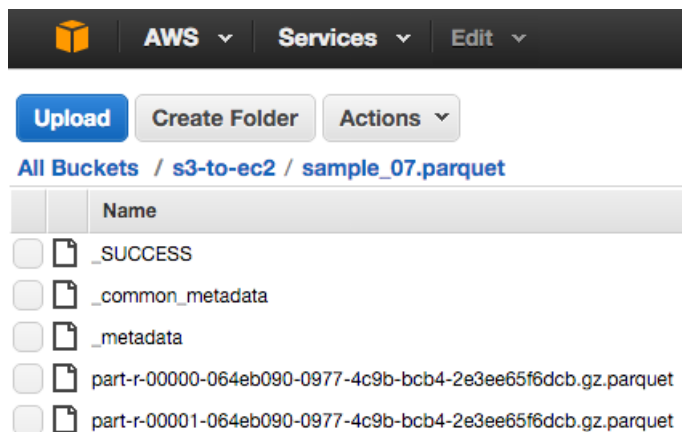 AWS Services Edit
Upload Create Folder Actions
All Buckets / s3-to-ec2 / sample_07.parquet
Name
_SUCCESS
_common_metadata
_metadata
part-r-00000-064eb090-0977-4c9b-bcb4-2e3ee65f6dcb.gz.parquet
part-r-00001-064eb090-0977-4c9b-bcb4-2e3ee65f6dcb.gz.parquet